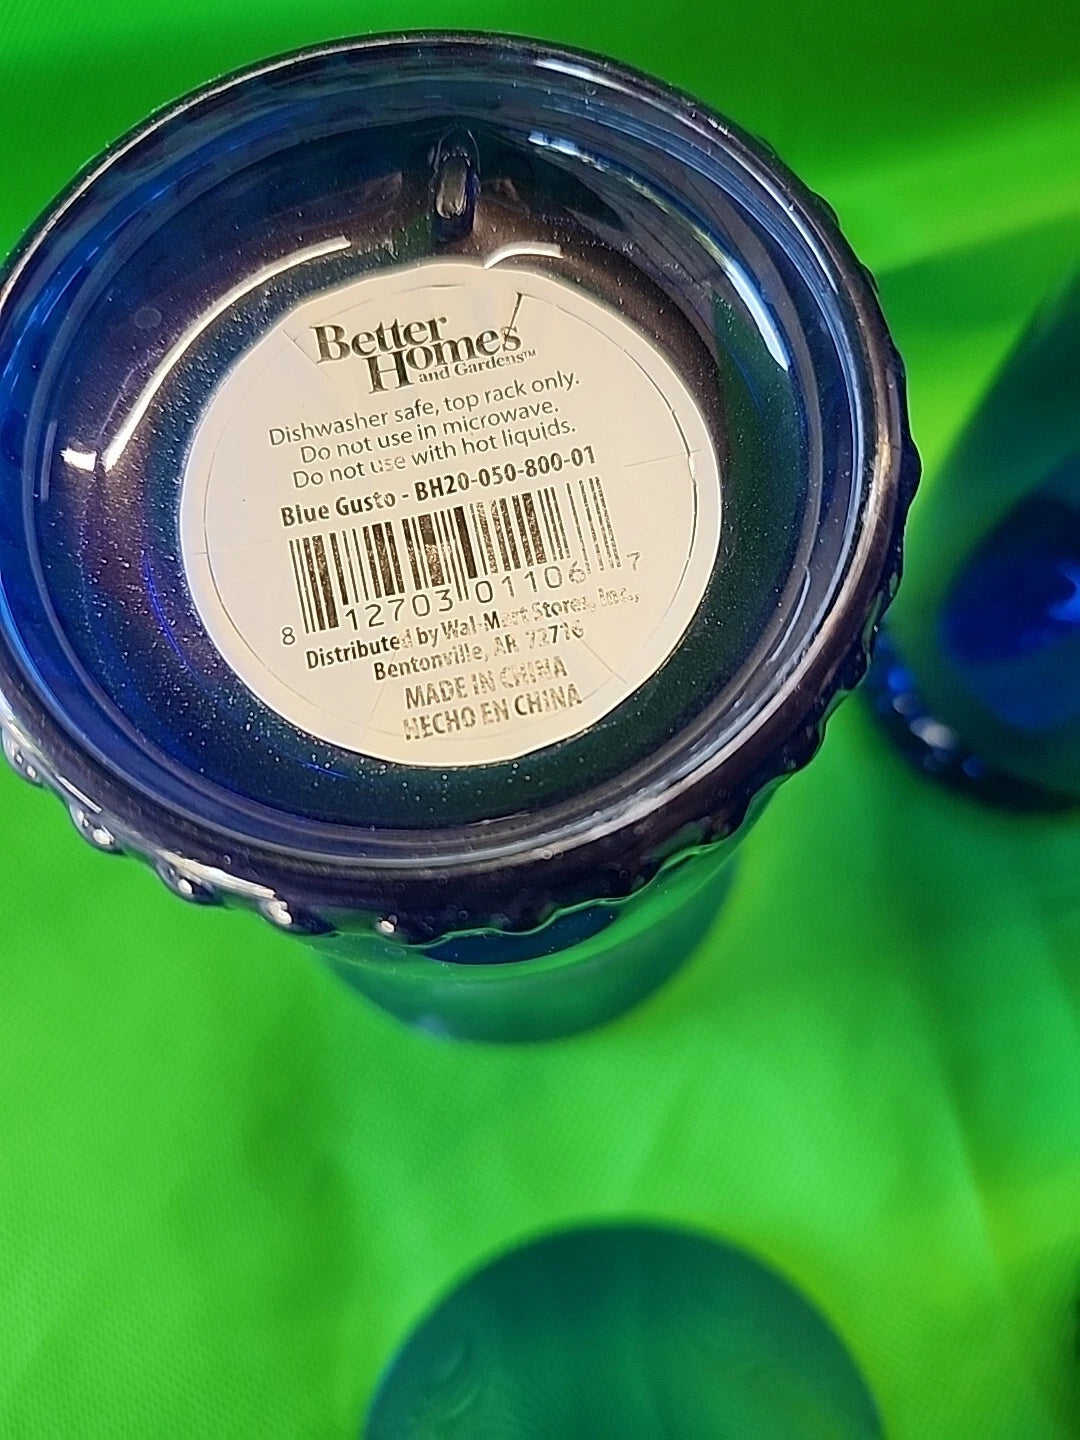 Better
Homes
and Gardens™
Dishwasher safe, top rack only.
Do not use in microwave.
Do not use with hot liquids.
Blue Gusto - BH20-050-800-01
8 12703 01106 7
Distributed by Wal-Mart Stores, Inc.,
Bentonville, AR 72716
MADE IN CHINA
HECHO EN CHINA